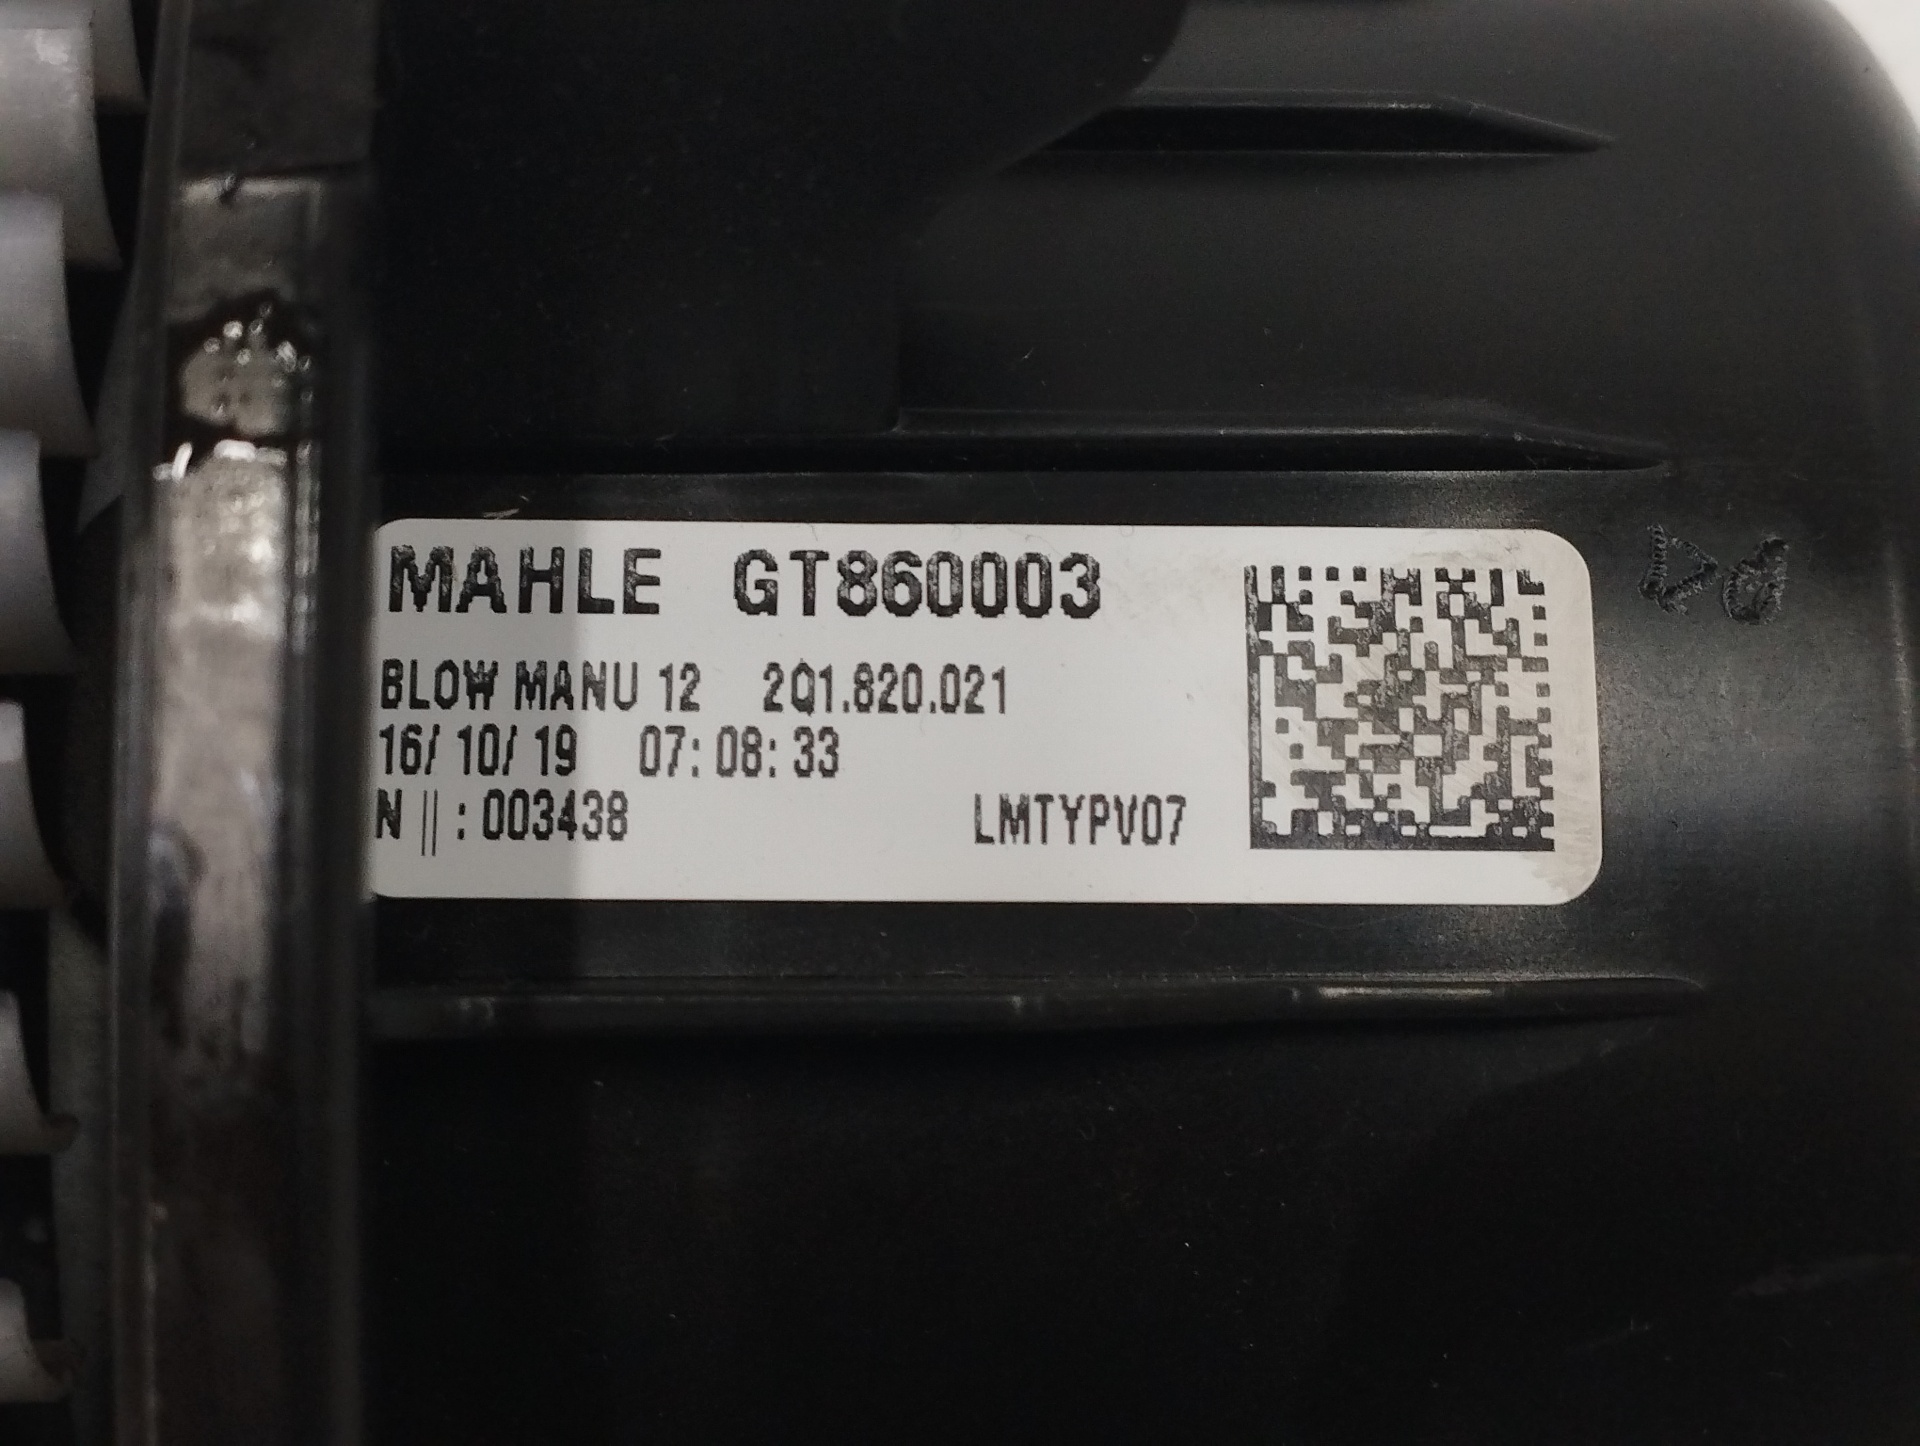 MAHLE GT860003
BLOW MANU 12 2Q1.820.021
16/ 10/ 19 07: 08: 33
N || : 003438 LMTYPV07